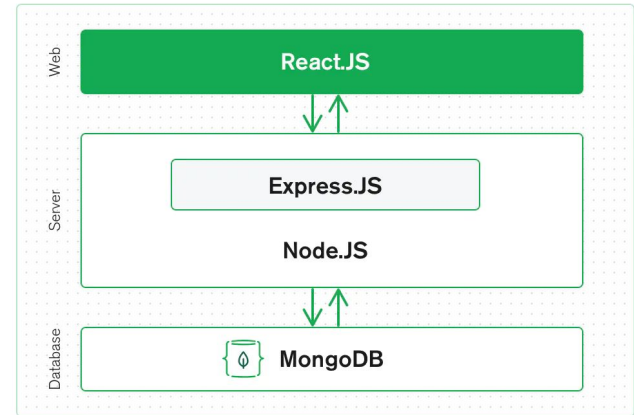 Web
React.JS
Server
Express.JS
Node.JS
Database
MongoDB